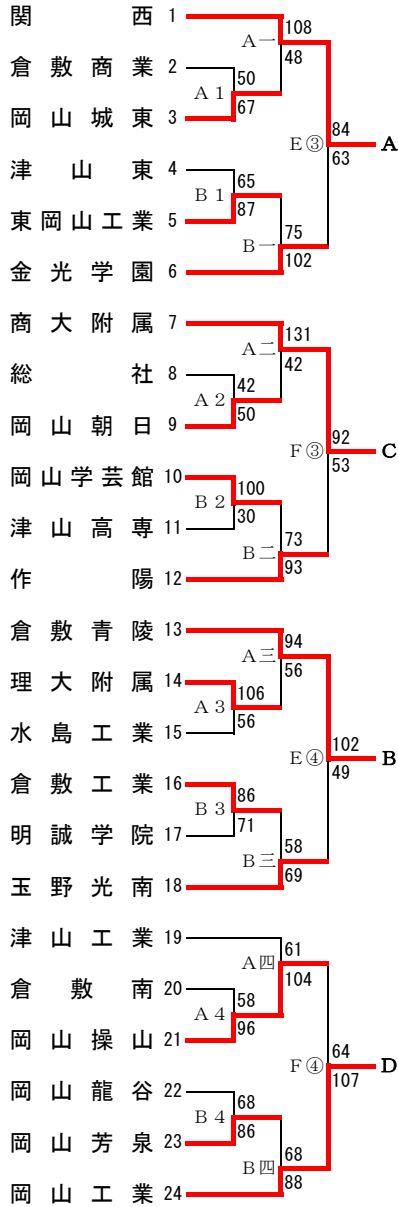 関西 1
倉敷商業 2
岡山城東 3
津山東 4
東岡山工業 5
金光学園 6
A一 108 48
A1 50 67
B1 65 87
B一 75 102
E③ 84 63 A
商大附属 7
総社 8
岡山朝日 9
岡山学芸館 10
津山高専 11
作陽 12
A二 131 42
A2 42 50
B2 100 30
B二 73 93
F③ 92 53 C
倉敷青陵 13
理大附属 14
水島工業 15
倉敷工業 16
明誠学院 17
玉野光南 18
A三 94 56
A3 106 56
B3 86 71
B三 58 69
E④ 102 49 B
津山工業 19
倉敷南 20
岡山操山 21
岡山龍谷 22
岡山芳泉 23
岡山工業 24
A四 61 104
A4 58 96
B4 68 86
B四 68 88
F④ 64 107 D